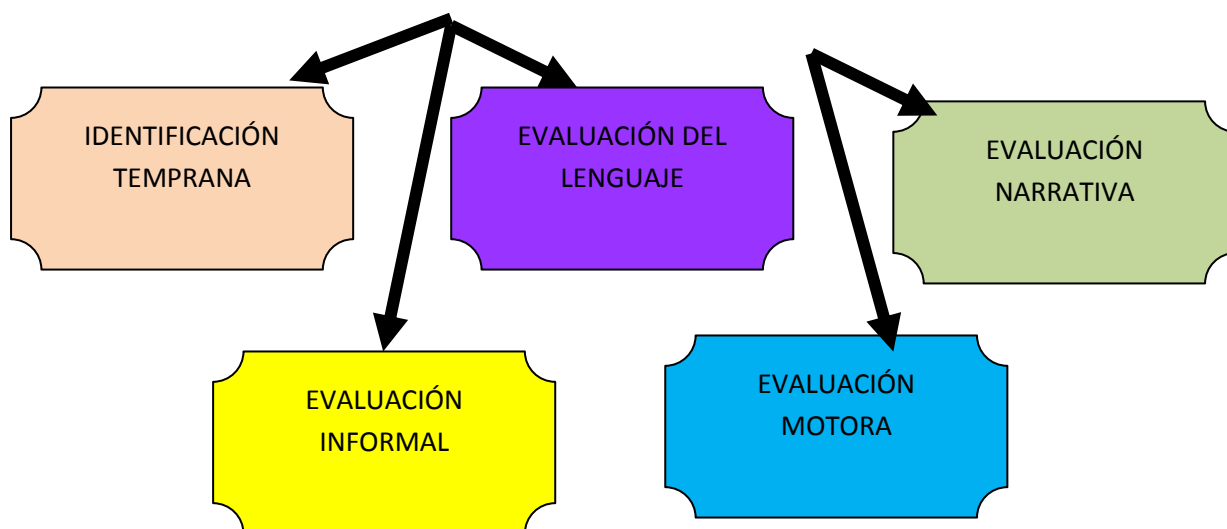 IDENTIFICACIÓN
TEMPRANA
EVALUACIÓN DEL
LENGUAJE
EVALUACIÓN
NARRATIVA
EVALUACIÓN
INFORMAL
EVALUACIÓN
MOTORA